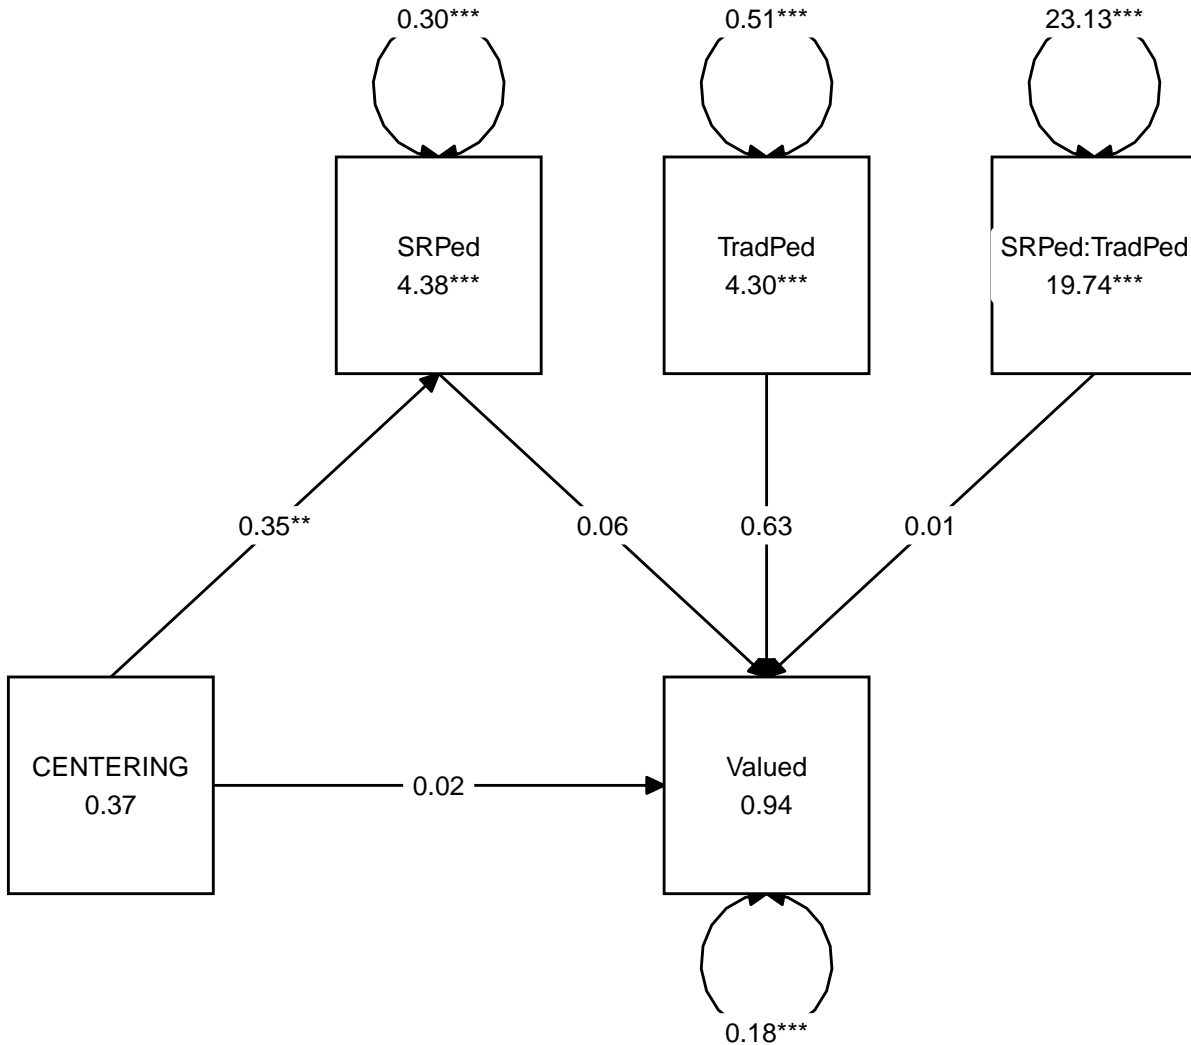 0.30***
0.51***
23.13***
SRPed
4.38***
TradPed
4.30***
SRPed:TradPed
19.74***
0.35**
0.06
0.63
0.01
CENTERING
0.37
0.02
Valued
0.94
0.18***